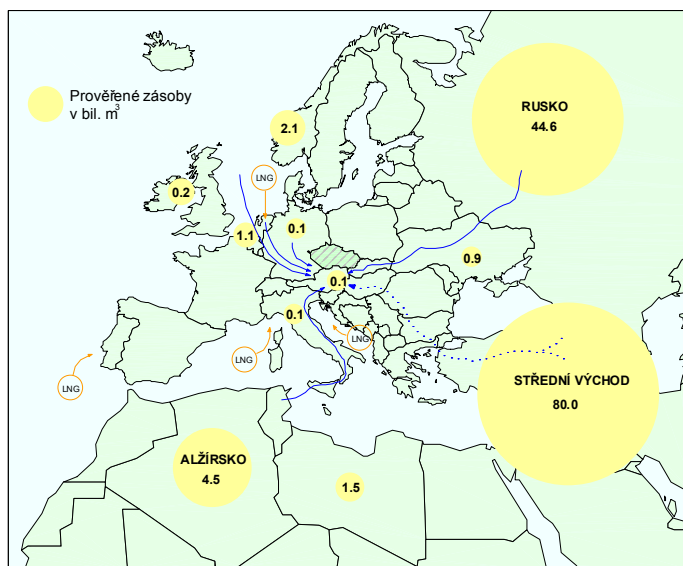 Prověřené zásoby
v bil. m³
RUSKO
44.6
2.1
LNG
0.2
1.1
0.1
0.9
0.1
0.1
LNG
LNG
LNG
STŘEDNÍ VÝCHOD
80.0
ALŽÍRSKO
4.5
1.5